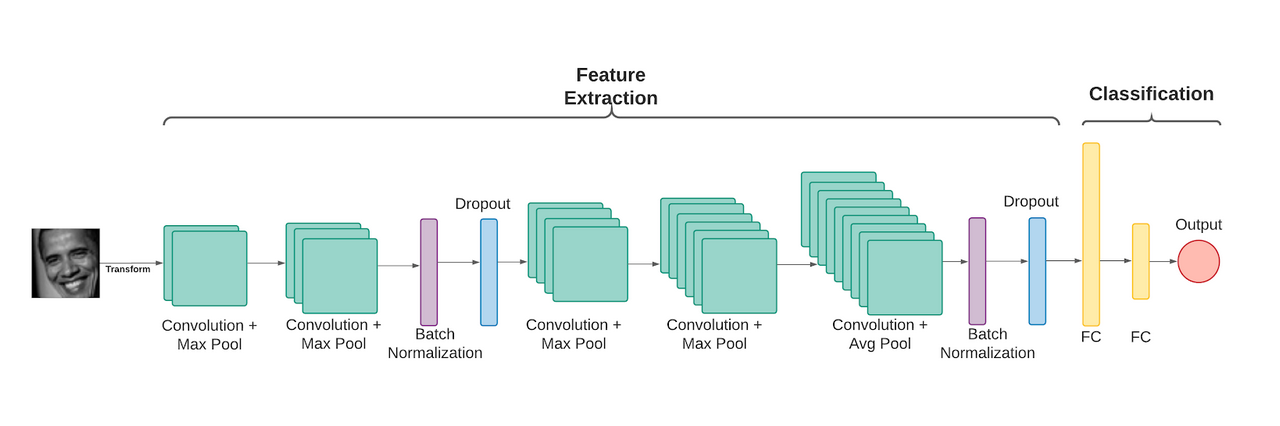 Feature
Extraction
Classification
Transform
Convolution +
Max Pool
Convolution +
Max Pool
Batch
Normalization
Dropout
Convolution +
Max Pool
Convolution +
Max Pool
Convolution +
Avg Pool
Batch
Normalization
Dropout
FC
FC
Output